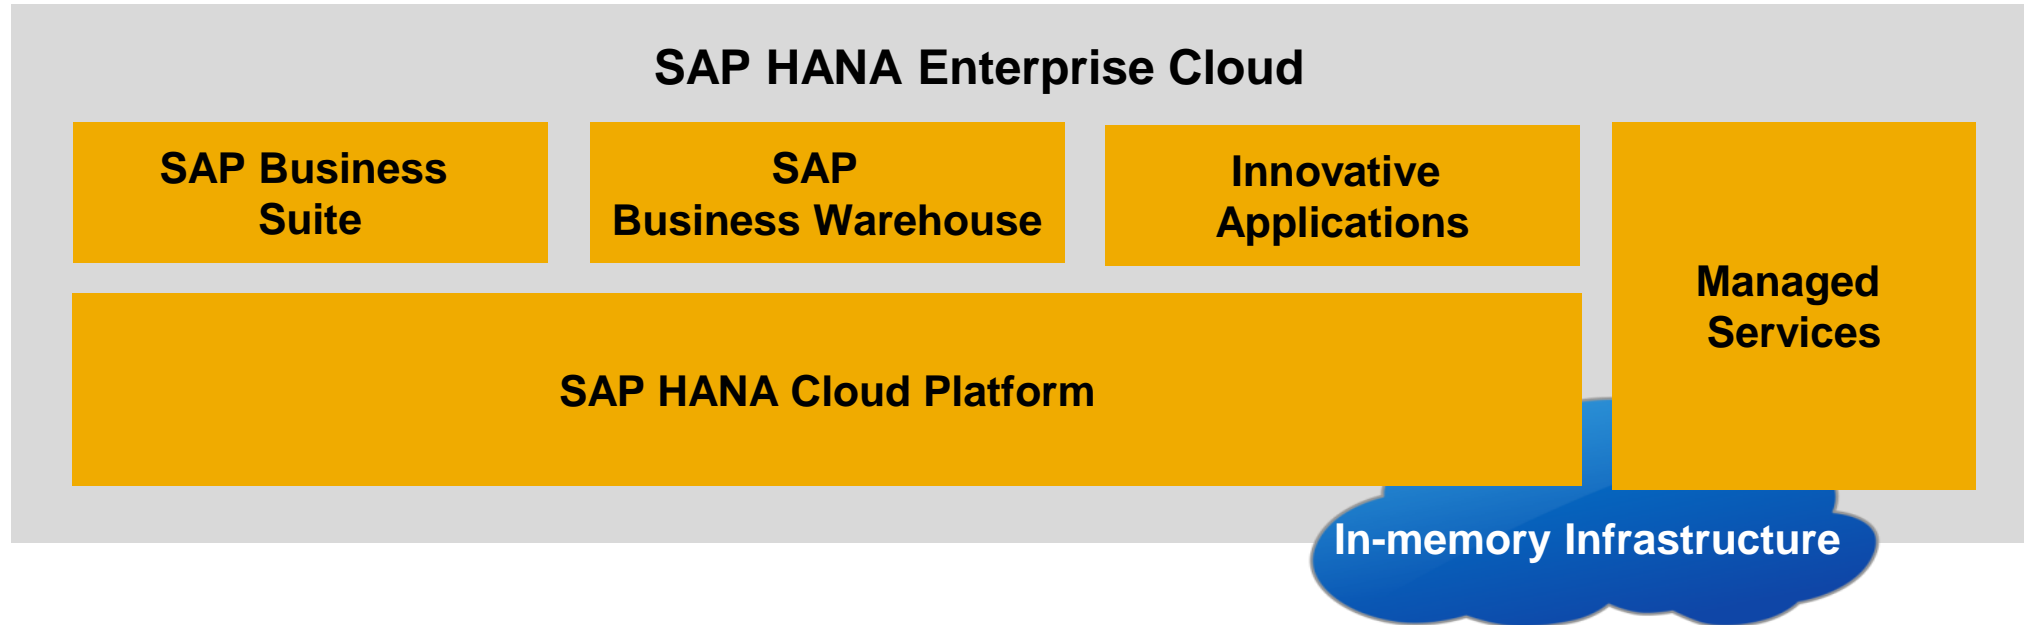 SAP HANA Enterprise Cloud
SAP Business
Suite
SAP
Business Warehouse
Innovative
Applications
Managed
Services
SAP HANA Cloud Platform
In-memory Infrastructure